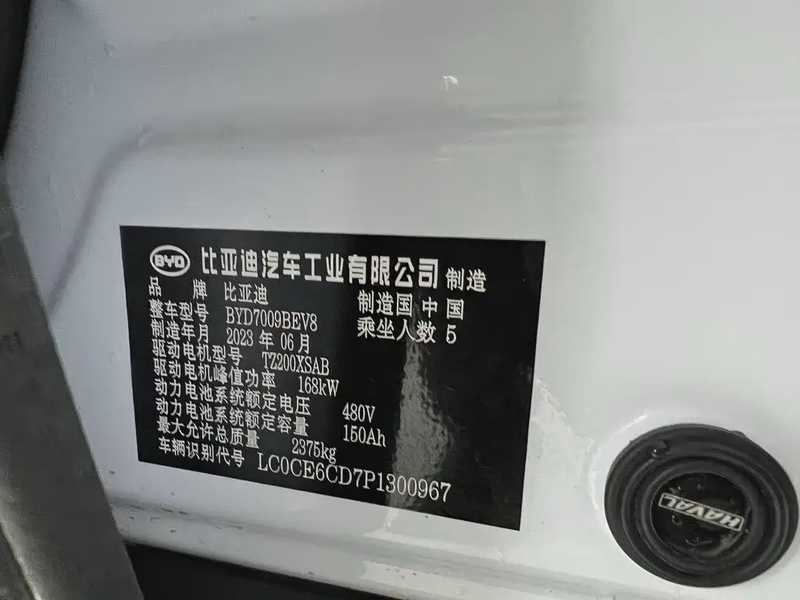 BYD 比亚迪汽车工业有限公司 制造
品牌 比亚迪 制造国 中国
整车型号 BYD7009BEV8 乘坐人数 5
制造年月 2023 年 06 月
驱动电机型号 TZ200XSAB
驱动电机峰值功率 168kW
动力电池系统额定电压 480V
动力电池系统额定容量 150Ah
最大允许总质量 2375kg
车辆识别代号 LC0CE6CD7P1300967
HAVAL